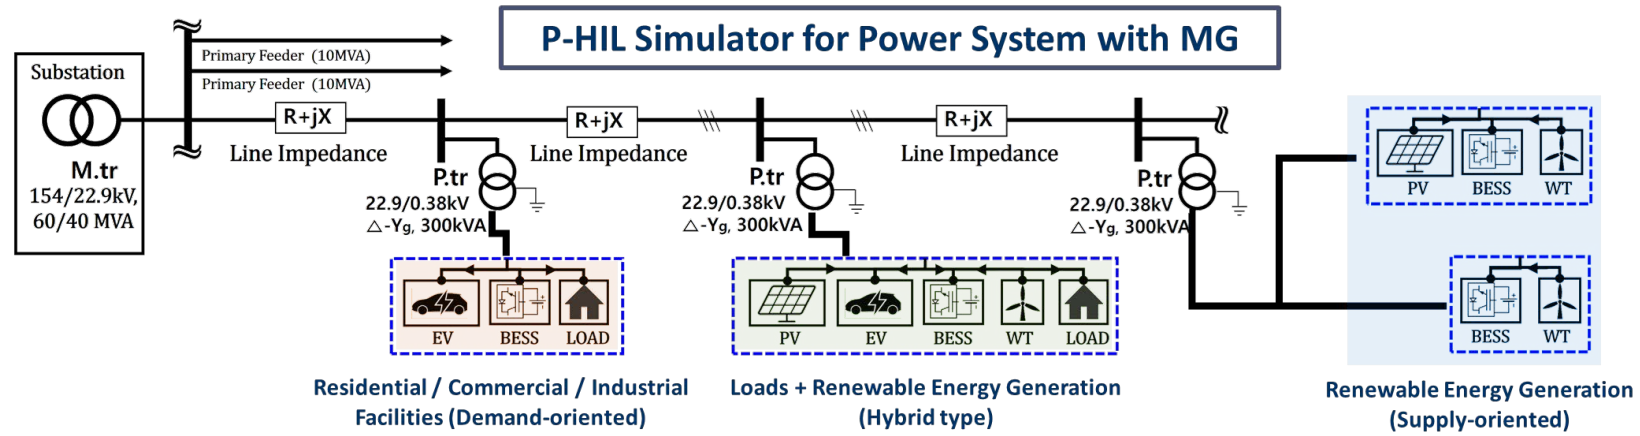 P-HIL Simulator for Power System with MG
Primary Feeder (10MVA)
Primary Feeder (10MVA)
Substation
M.tr
154/22.9kV,
60/40 MVA
R+jX
Line Impedance
R+jX
Line Impedance
R+jX
Line Impedance
P.tr
22.9/0.38kV
△-Yg, 300kVA
P.tr
22.9/0.38kV
△-Yg, 300kVA
P.tr
22.9/0.38kV
△-Yg, 300kVA
EV
BESS
LOAD
Residential / Commercial / Industrial
Facilities (Demand-oriented)
PV
EV
BESS
WT
LOAD
Loads + Renewable Energy Generation
(Hybrid type)
PV
BESS
WT
BESS
WT
Renewable Energy Generation
(Supply-oriented)